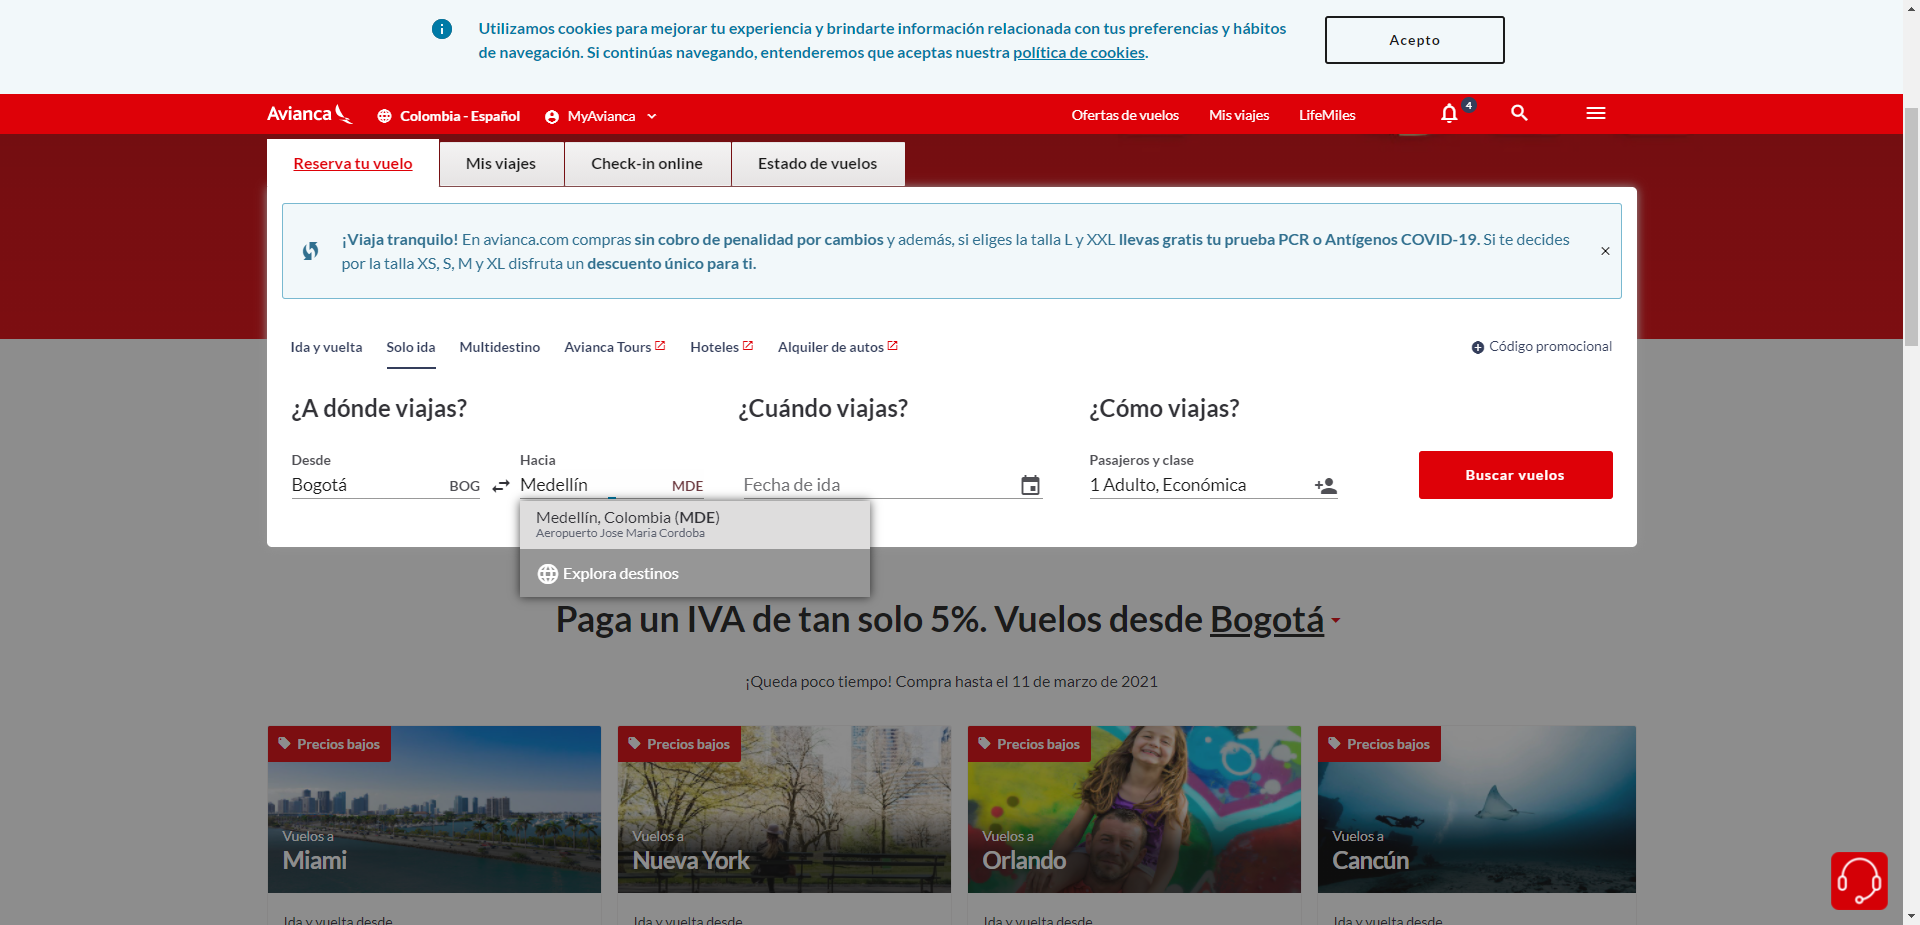 Utilizamos cookies para mejorar tu experiencia y brindarte información relacionada con tus preferencias y hábitos
de navegación. Si continúas navegando, entenderemos que aceptas nuestra política de cookies.
Acepto
Avianca
Colombia - Español
MyAvianca
Ofertas de vuelos
Mis viajes
LifeMiles
4
Reserva tu vuelo
Mis viajes
Check-in online
Estado de vuelos
¡Viaja tranquilo! En avianca.com compras sin cobro de penalidad por cambios y además, si eliges la talla L y XXL llevas gratis tu prueba PCR o Antígenos COVID-19. Si te decides
por la talla XS, S, M y XL disfruta un descuento único para ti.
Ida y vuelta
Solo ida
Multidestino
Avianca Tours
Hoteles
Alquiler de autos
Código promocional
¿A dónde viajas?
¿Cuándo viajas?
¿Cómo viajas?
Desde
Hacia
Pasajeros y clase
Bogotá
BOG
Medellín
MDE
Fecha de ida
1 Adulto, Económica
Buscar vuelos
Medellín, Colombia (MDE)
Aeropuerto Jose Maria Cordoba
Explora destinos
Paga un IVA de tan solo 5%. Vuelos desde Bogotá
¡Queda poco tiempo! Compra hasta el 11 de marzo de 2021
Precios bajos
Vuelos a
Miami
Ida y vuelta desde
Precios bajos
Vuelos a
Nueva York
Ida y vuelta desde
Precios bajos
Vuelos a
Orlando
Ida y vuelta desde
Precios bajos
Vuelos a
Cancún
Ida y vuelta desde